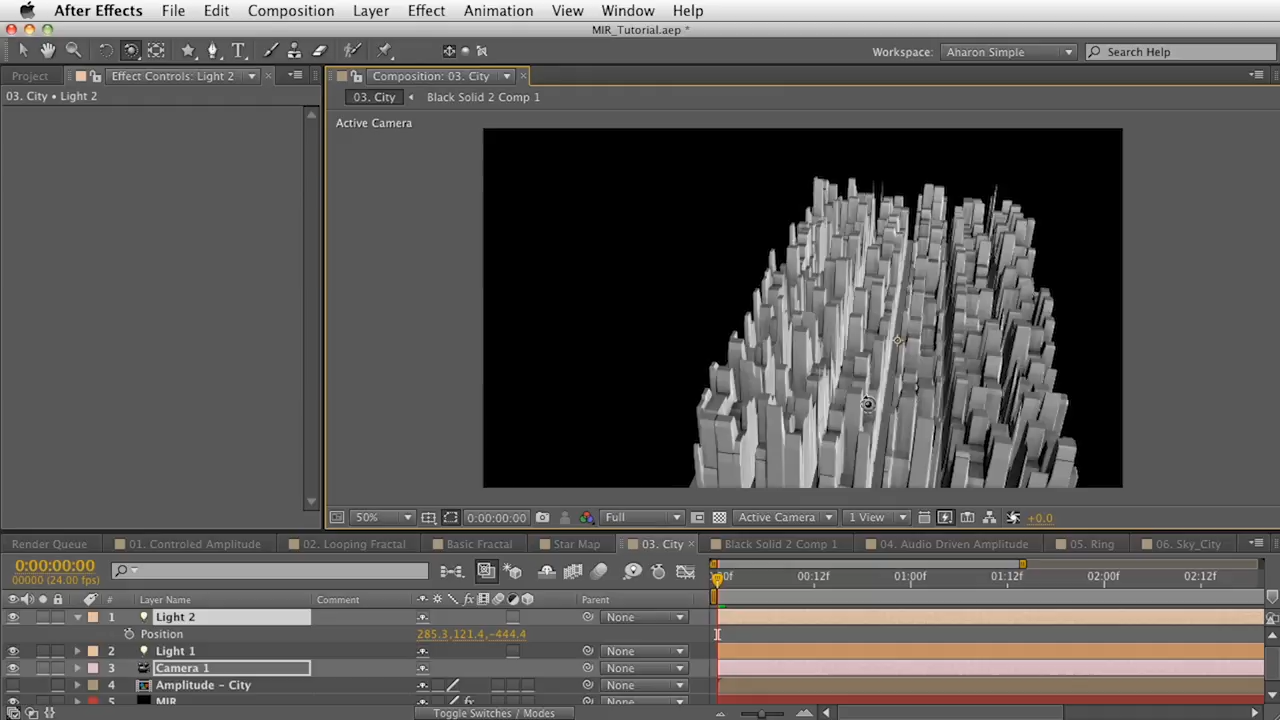 After Effects File Edit Composition Layer Effect Animation View Window Help
MIR_Tutorial.aep *
T Workspace: Aharon Simple Search Help
Project Effect Controls: Light 2 Composition: 03. City
03. City • Light 2 03. City Black Solid 2 Comp 1
Active Camera
50% 0:00:00:00 Full Active Camera 1 View +0.0
Render Queue 01. Controled Amplitude 02. Looping Fractal Basic Fractal Star Map 03. City Black Solid 2 Comp 1 04. Audio Driven Amplitude 05. Ring 06. Sky_City
0:00:00:00
00000 (24.00 fps) :00f 00:12f 01:00f 01:12f 02:00f 02:12f
# Layer Name Comment Parent
1 Light 2 None
Position 285.3,121.4,-444.4
2 Light 1 None
3 Camera 1 None
4 Amplitude - City None
5 MIR None
Toggle Switches / Modes